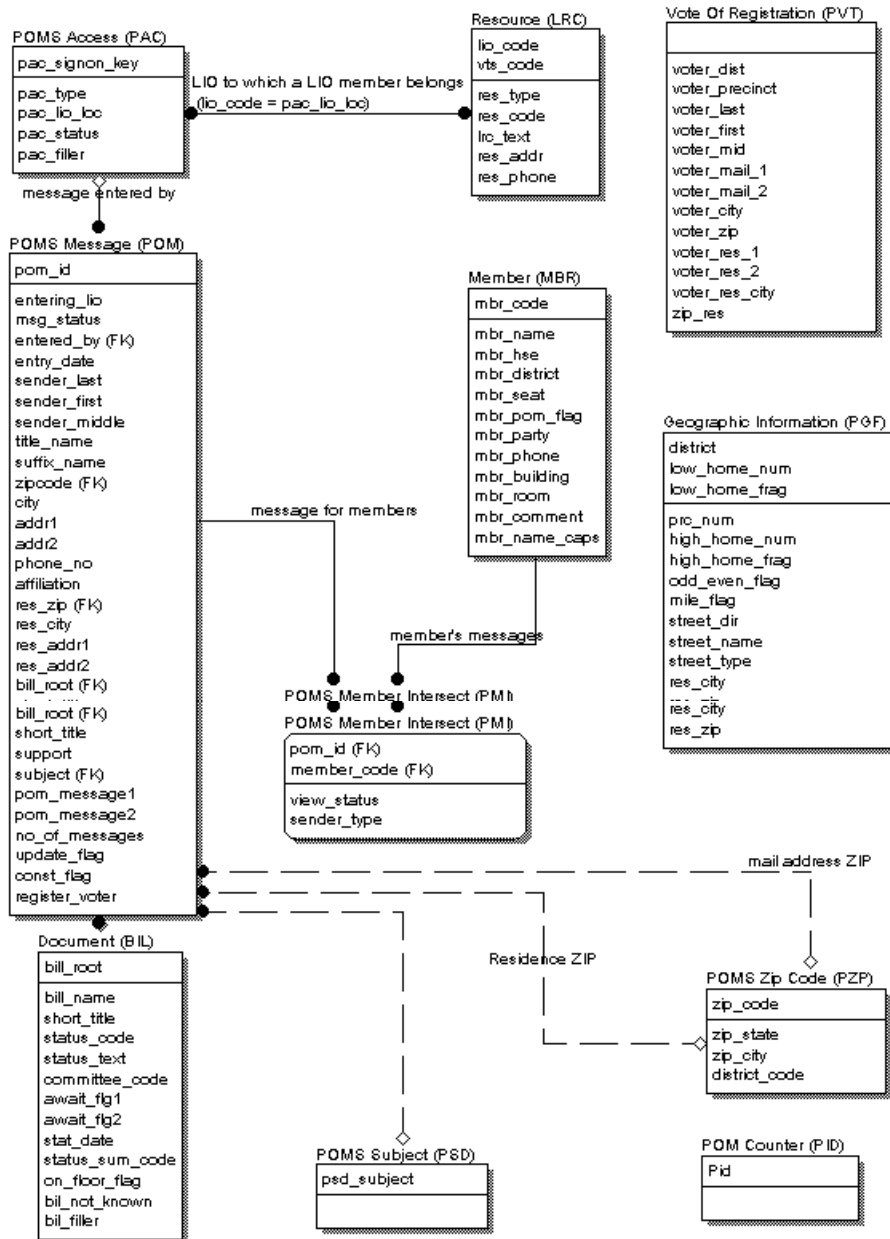 POMS Access (PAC)
pac_signon_key
pac_type
pac_lio_loc
pac_status
pac_filler
LIO to which a LIO member belongs
(lio_code = pac_lio_loc)
Resource (LRC)
lio_code
vts_code
res_type
res_code
lrc_text
res_addr
res_phone
Vote Of Registration (PVT)
voter_dist
voter_precinct
voter_last
voter_first
voter_mid
voter_mail_1
voter_mail_2
voter_city
voter_zip
voter_res_1
voter_res_2
voter_res_city
zip_res
message entered by
POMS Message (POM)
pom_id
entering_lio
msg_status
entered_by (FK)
entry_date
sender_last
sender_first
sender_middle
title_name
suffix_name
zipcode (FK)
city
addr1
addr2
phone_no
affiliation
res_zip (FK)
res_city
res_addr1
res_addr2
bill_root (FK)
bill_root (FK)
short_title
support
subject (FK)
pom_message1
pom_message2
no_of_messages
update_flag
const_flag
register_voter
Member (MBR)
mbr_code
mbr_name
mbr_hse
mbr_district
mbr_seat
mbr_pom_flag
mbr_party
mbr_phone
mbr_building
mbr_room
mbr_comment
mbr_name_caps
Geographic Information (PGF)
district
low_home_num
low_home_frag
prc_num
high_home_num
high_home_frag
odd_even_flag
mile_flag
street_dir
street_name
street_type
res_city
res_city
res_zip
message for members
member's messages
POMS Member Intersect (PMI)
POMS Member Intersect (PMI)
pom_id (FK)
member_code (FK)
view_status
sender_type
mail address ZIP
Residence ZIP
Document (BIL)
bill_root
bill_name
short_title
status_code
status_text
committee_code
await_flg1
await_flg2
stat_date
status_sum_code
on_floor_flag
bil_not_known
bil_filler
POMS Subject (PSD)
psd_subject
POMS Zip Code (PZP)
zip_code
zip_state
zip_city
district_code
POM Counter (PID)
Pid